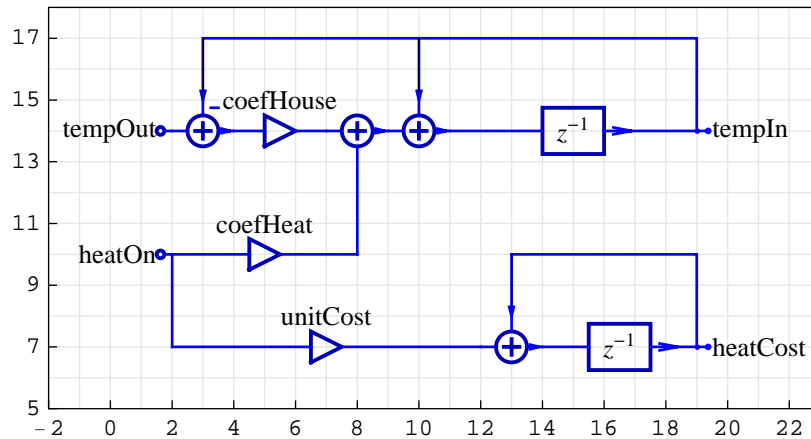 17
15
13
11
9
7
5
− coefHouse
tempOut + + + z⁻¹ tempIn
coefHeat
heatOn
unitCost
+ z⁻¹ heatCost
−2 0 2 4 6 8 10 12 14 16 18 20 22